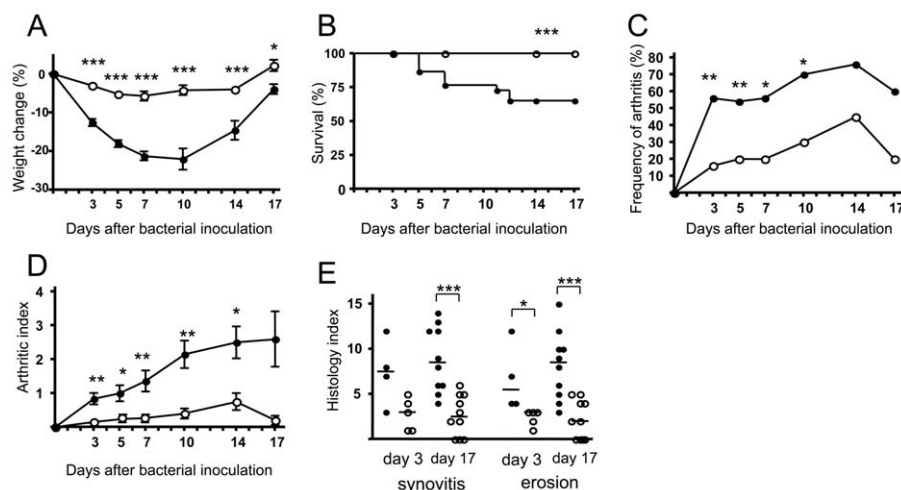 A
***
***
***
***
***
*
0
-10
-20
-30
Weight change (%)
3 5 7 10 14 17
Days after bacterial inoculation
B
***
100
75
50
25
0
Survival (%)
3 5 7 10 14 17
Days after bacterial inoculation
C
80
70
60
50
40
30
20
10
0
** ** * *
Frequency of arthritis (%)
3 5 7 10 14 17
Days after bacterial inoculation
D
4
3
2
1
** * ** ** *
Arthritic index
3 5 7 10 14 17
Days after bacterial inoculation
E
15
10
5
*** * ***
Histology index
day 3 day 17 day 3 day 17
synovitis erosion